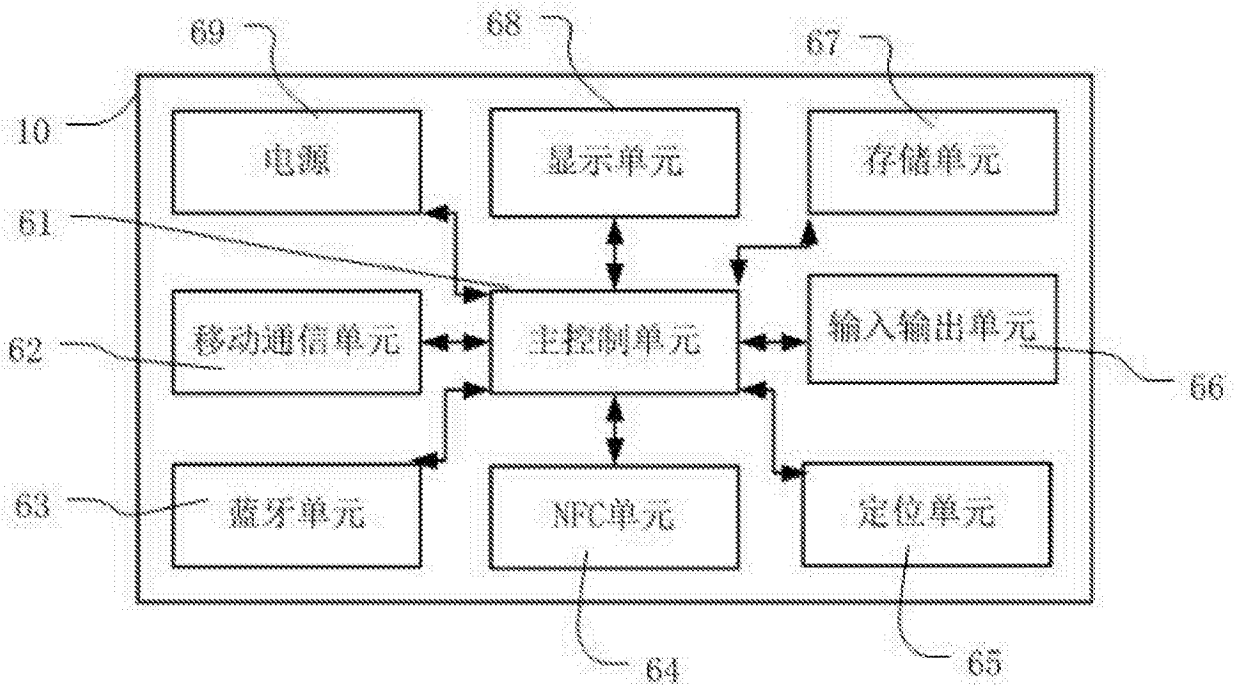 69
68
67
10
电源
显示单元
存储单元
61
移动通信单元
主控制单元
输入输出单元
62
66
63
蓝牙单元
NFC单元
定位单元
64
65